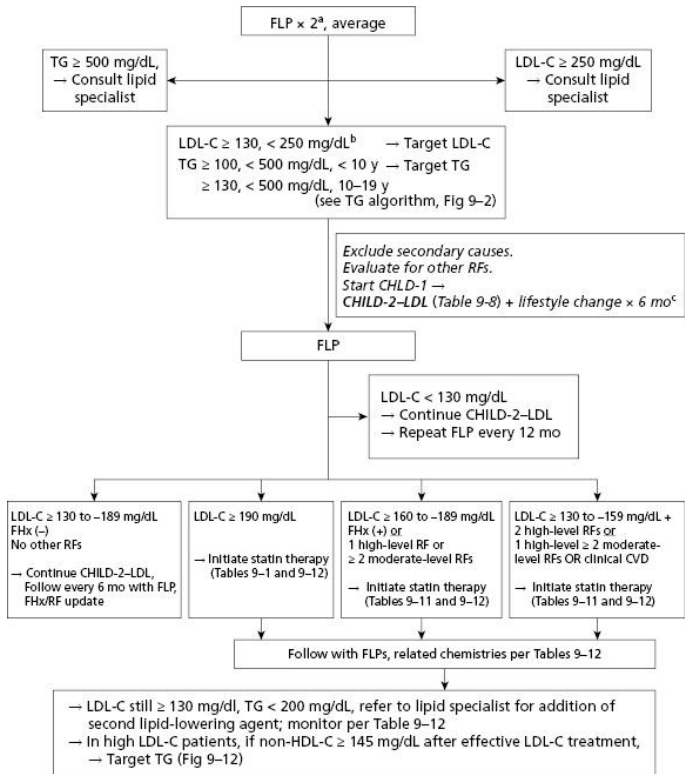 FLP × 2ᵃ, average
TG ≥ 500 mg/dL,
→ Consult lipid
specialist
LDL-C ≥ 250 mg/dL
→ Consult lipid
specialist
LDL-C ≥ 130, < 250 mg/dLᵇ → Target LDL-C
TG ≥ 100, < 500 mg/dL, < 10 y → Target TG
≥ 130, < 500 mg/dL, 10–19 y
(see TG algorithm, Fig 9–2)
Exclude secondary causes.
Evaluate for other RFs.
Start CHLD-1 →
CHILD-2–LDL (Table 9-8) + lifestyle change × 6 moᶜ
FLP
LDL-C < 130 mg/dL
→ Continue CHILD-2–LDL
→ Repeat FLP every 12 mo
LDL-C ≥ 130 to –189 mg/dL
FHx (–)
No other RFs
→ Continue CHILD-2–LDL,
Follow every 6 mo with FLP,
FHx/RF update
LDL-C ≥ 190 mg/dL
→ Initiate statin therapy
(Tables 9–1 and 9–12)
LDL-C ≥ 160 to –189 mg/dL
FHx (+) or
1 high-level RF or
≥ 2 moderate-level RFs
→ Initiate statin therapy
(Tables 9–11 and 9–12)
LDL-C ≥ 130 to –159 mg/dL +
2 high-level RFs or
1 high-level ≥ 2 moderate-
level RFs OR clinical CVD
→ Initiate statin therapy
(Tables 9–11 and 9–12)
Follow with FLPs, related chemistries per Tables 9–12
→ LDL-C still ≥ 130 mg/dl, TG < 200 mg/dL, refer to lipid specialist for addition of
second lipid-lowering agent; monitor per Table 9–12
→ In high LDL-C patients, if non-HDL-C ≥ 145 mg/dL after effective LDL-C treatment,
→ Target TG (Fig 9–12)